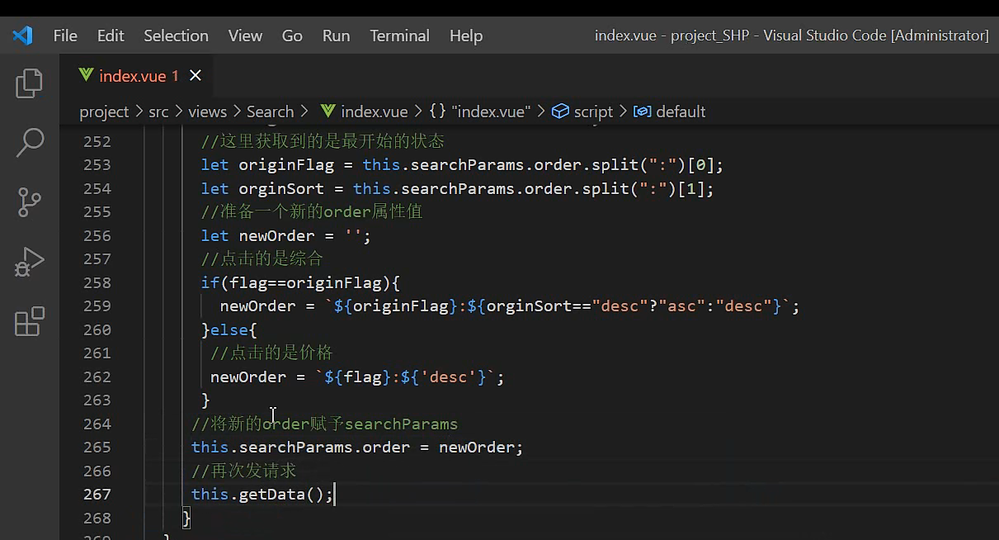 File Edit Selection View Go Run Terminal Help index.vue - project_SHP - Visual Studio Code [Administrator]
index.vue 1
project > src > views > Search > index.vue > {} "index.vue" > script > default
252 //这里获取到的是最开始的状态
253 let originFlag = this.searchParams.order.split(":")[0];
254 let orginSort = this.searchParams.order.split(":")[1];
255 //准备一个新的order属性值
256 let newOrder = '';
257 //点击的是综合
258 if(flag==originFlag){
259 newOrder = `${originFlag}:${orginSort=="desc"?"asc":"desc"}`;
260 }else{
261 //点击的是价格
262 newOrder = `${flag}:${'desc'}`;
263 }
264 //将新的order赋予searchParams
265 this.searchParams.order = newOrder;
266 //再次发请求
267 this.getData();
268 }